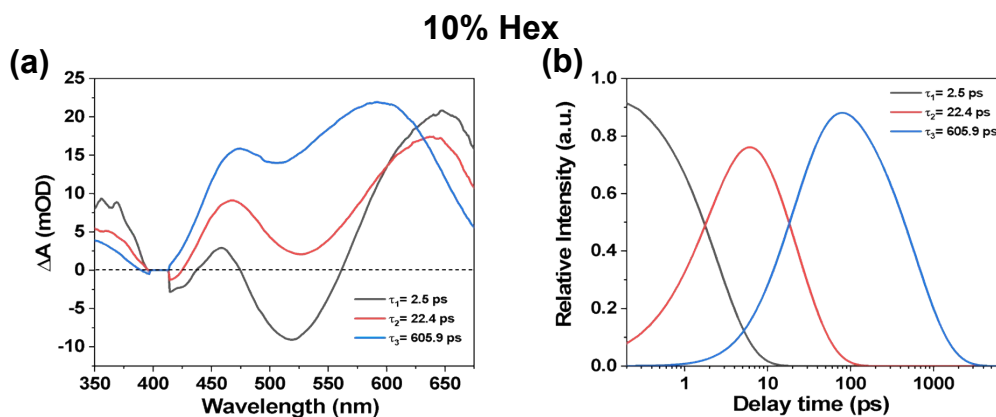 10% Hex
(a)
25
20
15
10
5
0
-5
-10
ΔA (mOD)
350 400 450 500 550 600 650
Wavelength (nm)
τ1= 2.5 ps
τ2= 22.4 ps
τ3= 605.9 ps
(b)
1.0
0.8
0.6
0.4
0.2
0.0
Relative Intensity (a.u.)
1 10 100 1000
Delay time (ps)
τ1= 2.5 ps
τ2= 22.4 ps
τ3= 605.9 ps